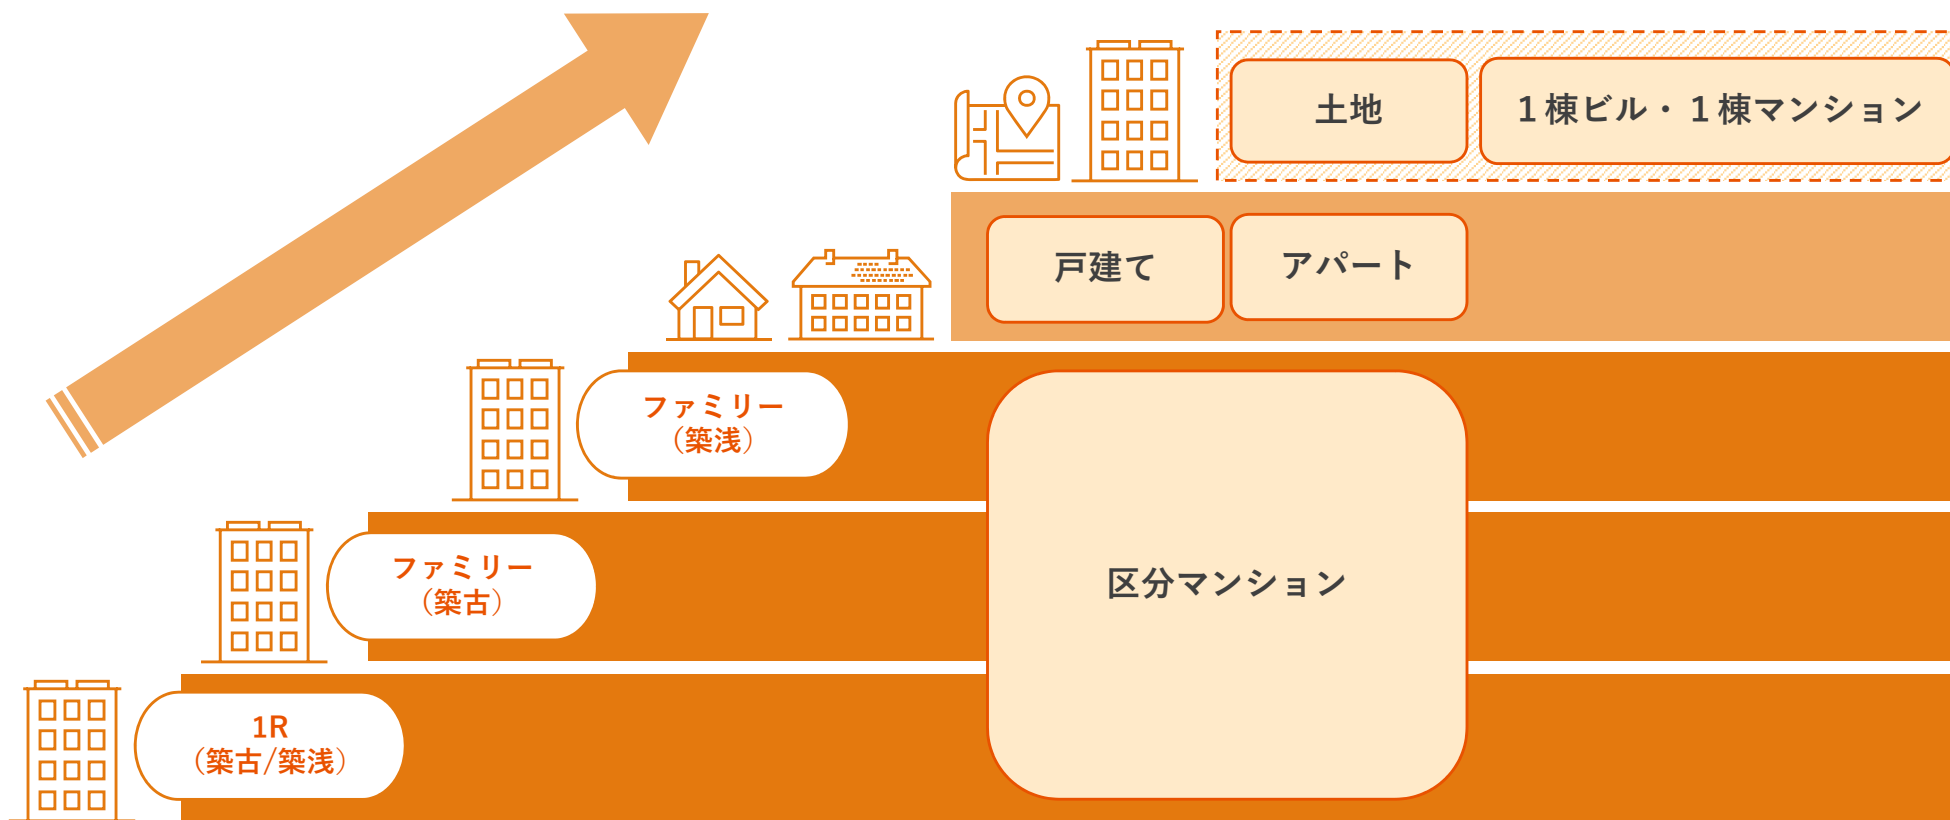 土地
１棟ビル・１棟マンション
戸建て
アパート
ファミリー
（築浅）
ファミリー
（築古）
区分マンション
1R
（築古/築浅）